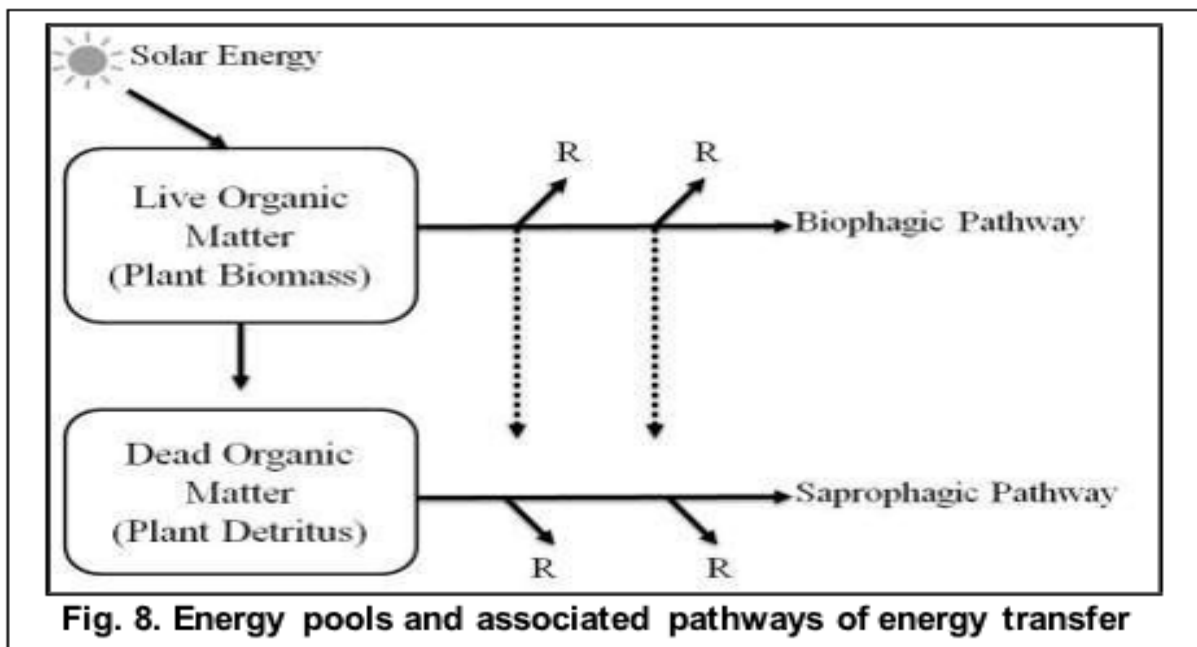 Solar Energy
R
R
Live Organic
Matter
(Plant Biomass)
Biophagic Pathway
Dead Organic
Matter
(Plant Detritus)
Saprophagic Pathway
R
R
Fig. 8. Energy pools and associated pathways of energy transfer